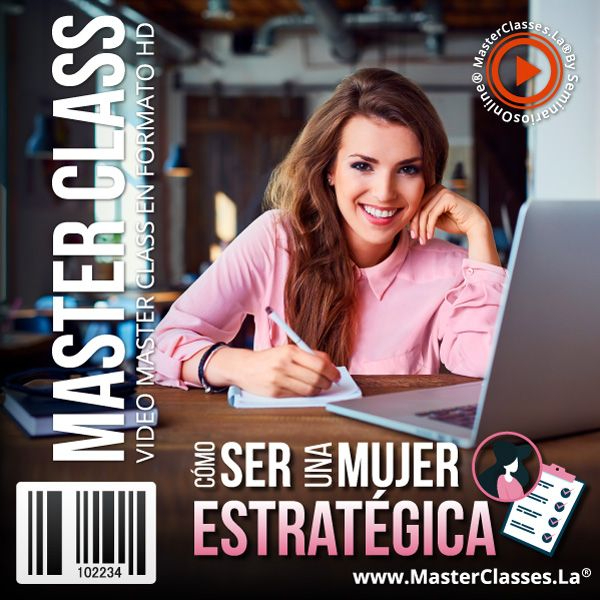 MASTER CLASS
VIDEO MASTER CLASS EN FORMATO HD
MasterClasses.La® By SeminariosOnline®
CÓMO SER UNA MUJER
ESTRATÉGICA
102234
www.MasterClasses.La®